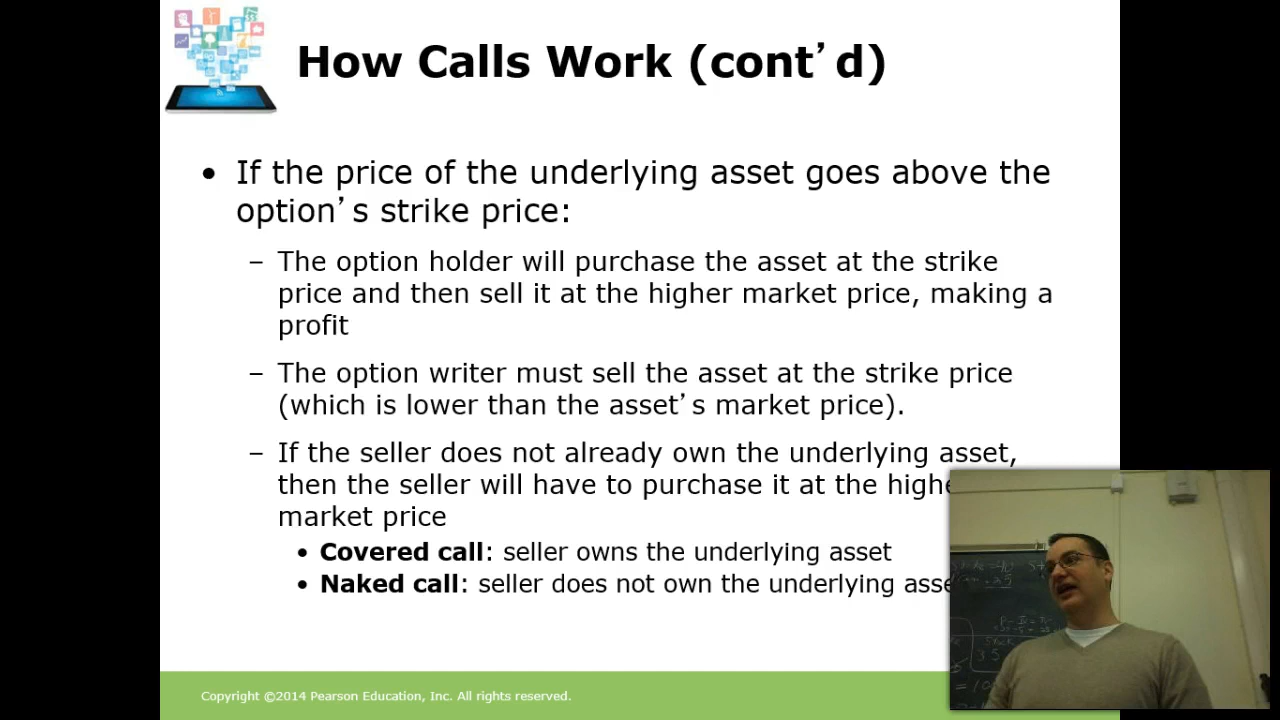 How Calls Work (cont’d)
• If the price of the underlying asset goes above the
option’s strike price:
– The option holder will purchase the asset at the strike
price and then sell it at the higher market price, making a
profit
– The option writer must sell the asset at the strike price
(which is lower than the asset’s market price).
– If the seller does not already own the underlying asset,
then the seller will have to purchase it at the
market price
• Covered call: seller owns the underlying asset
• Naked call: seller does not own the underlying
Copyright ©2014 Pearson Education, Inc. All rights reserved.